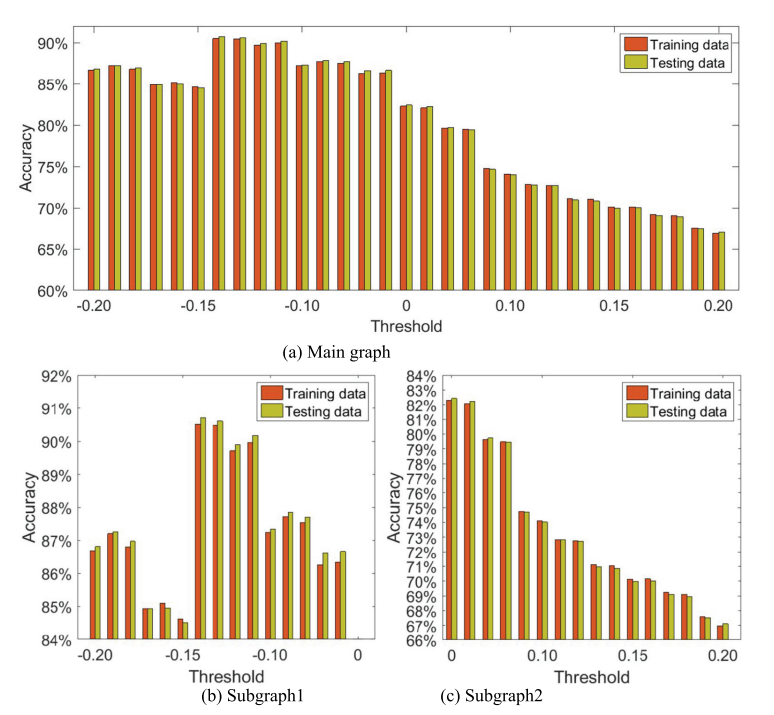 90%
85%
80%
75%
70%
65%
60%
Accuracy
Training data
Testing data
-0.20 -0.15 -0.10 0 0.10 0.15 0.20
Threshold
(a) Main graph
92%
91%
90%
89%
88%
87%
86%
85%
84%
Accuracy
Training data
Testing data
-0.20 -0.15 -0.10 0
Threshold
(b) Subgraph1
84%
83%
82%
81%
80%
79%
78%
77%
76%
75%
74%
73%
72%
71%
70%
69%
68%
67%
66%
Accuracy
Training data
Testing data
0 0.10 0.15 0.20
Threshold
(c) Subgraph2